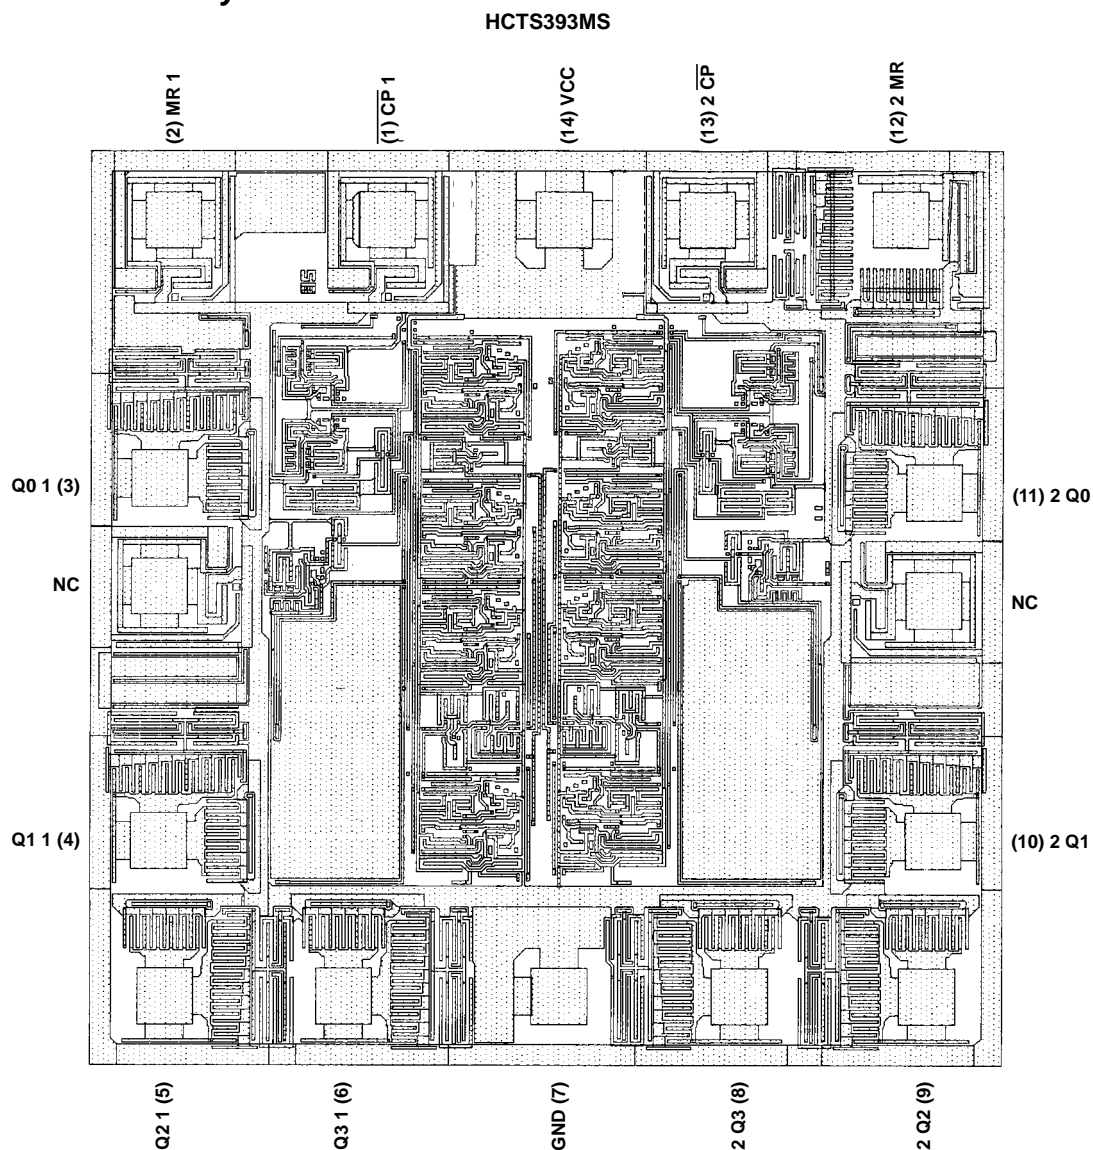 HCTS393MS
(2) MR 1
(1) CP 1
(14) VCC
(13) 2 CP
(12) 2 MR
Q0 1 (3)
(11) 2 Q0
NC
NC
Q1 1 (4)
(10) 2 Q1
Q2 1 (5)
Q3 1 (6)
GND (7)
2 Q3 (8)
2 Q2 (9)